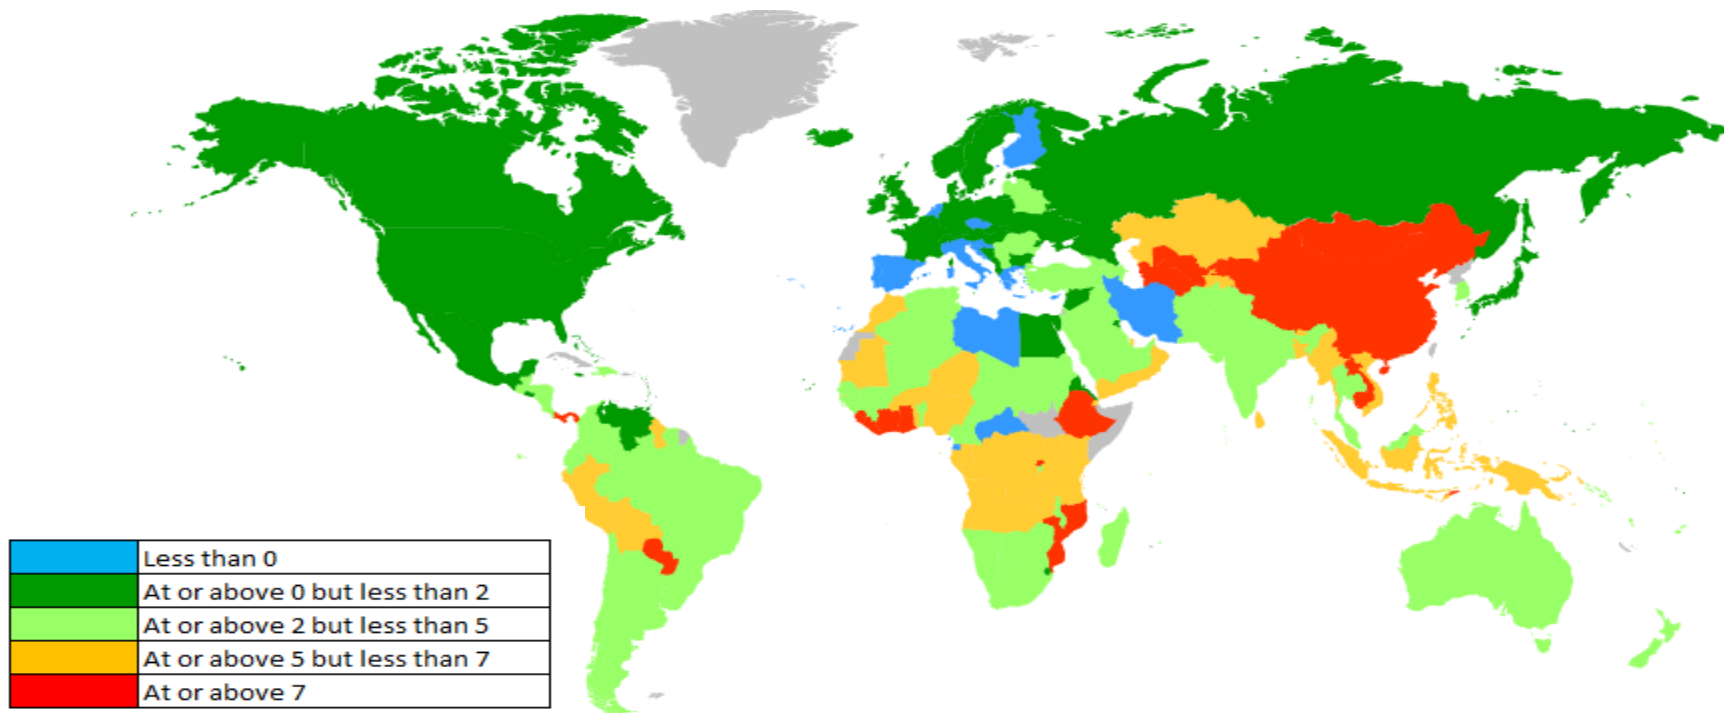 Less than 0
At or above 0 but less than 2
At or above 2 but less than 5
At or above 5 but less than 7
At or above 7